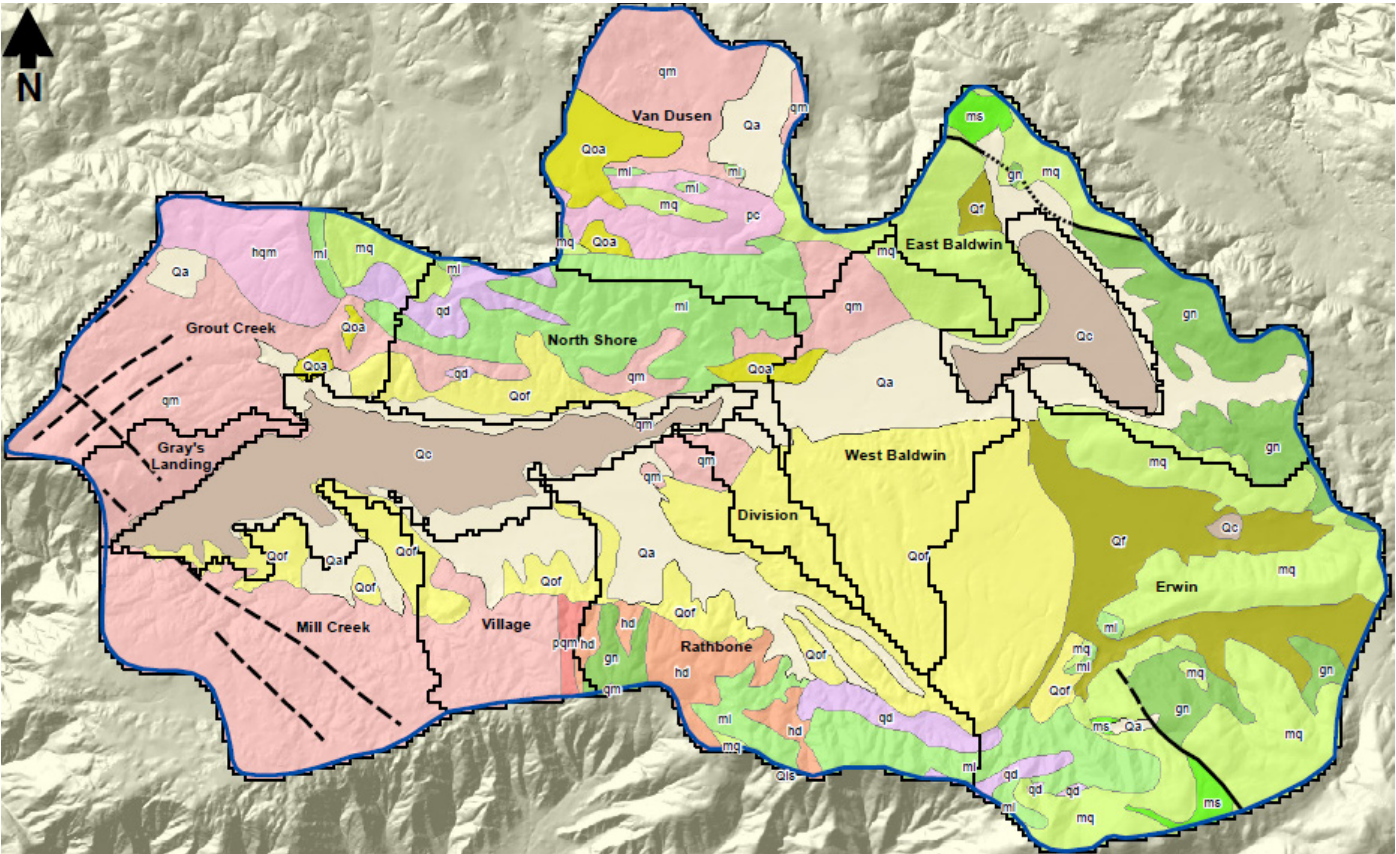 N
qm
Van Dusen
Qa
qm
Qoa
ml
ml
ml
mq
pc
mq
Qoa
ms
gn
mq
Qf
East Baldwin
mq
hqm
ml
mq
ml
Qa
qd
ml
gn
Grout Creek
Qoa
North Shore
qm
Qc
Qoa
qd
qm
Qoa
Qa
qm
Qof
qm
Gray's
Landing
Qc
qm
qm
West Baldwin
mq
gn
Division
Qc
Qof
Qa
Qof
Qa
Qof
Qf
mq
Qof
Qof
Erwin
Mill Creek
Village
Qof
hd
ml
pqm
hd
Rathbone
mq
gn
hd
Qof
ml
mq
gn
qm
Qof
gn
ml
qd
ms
Qa
mq
hd
mq
ml
qd
Qls
qd
qd
ml
mq
ms